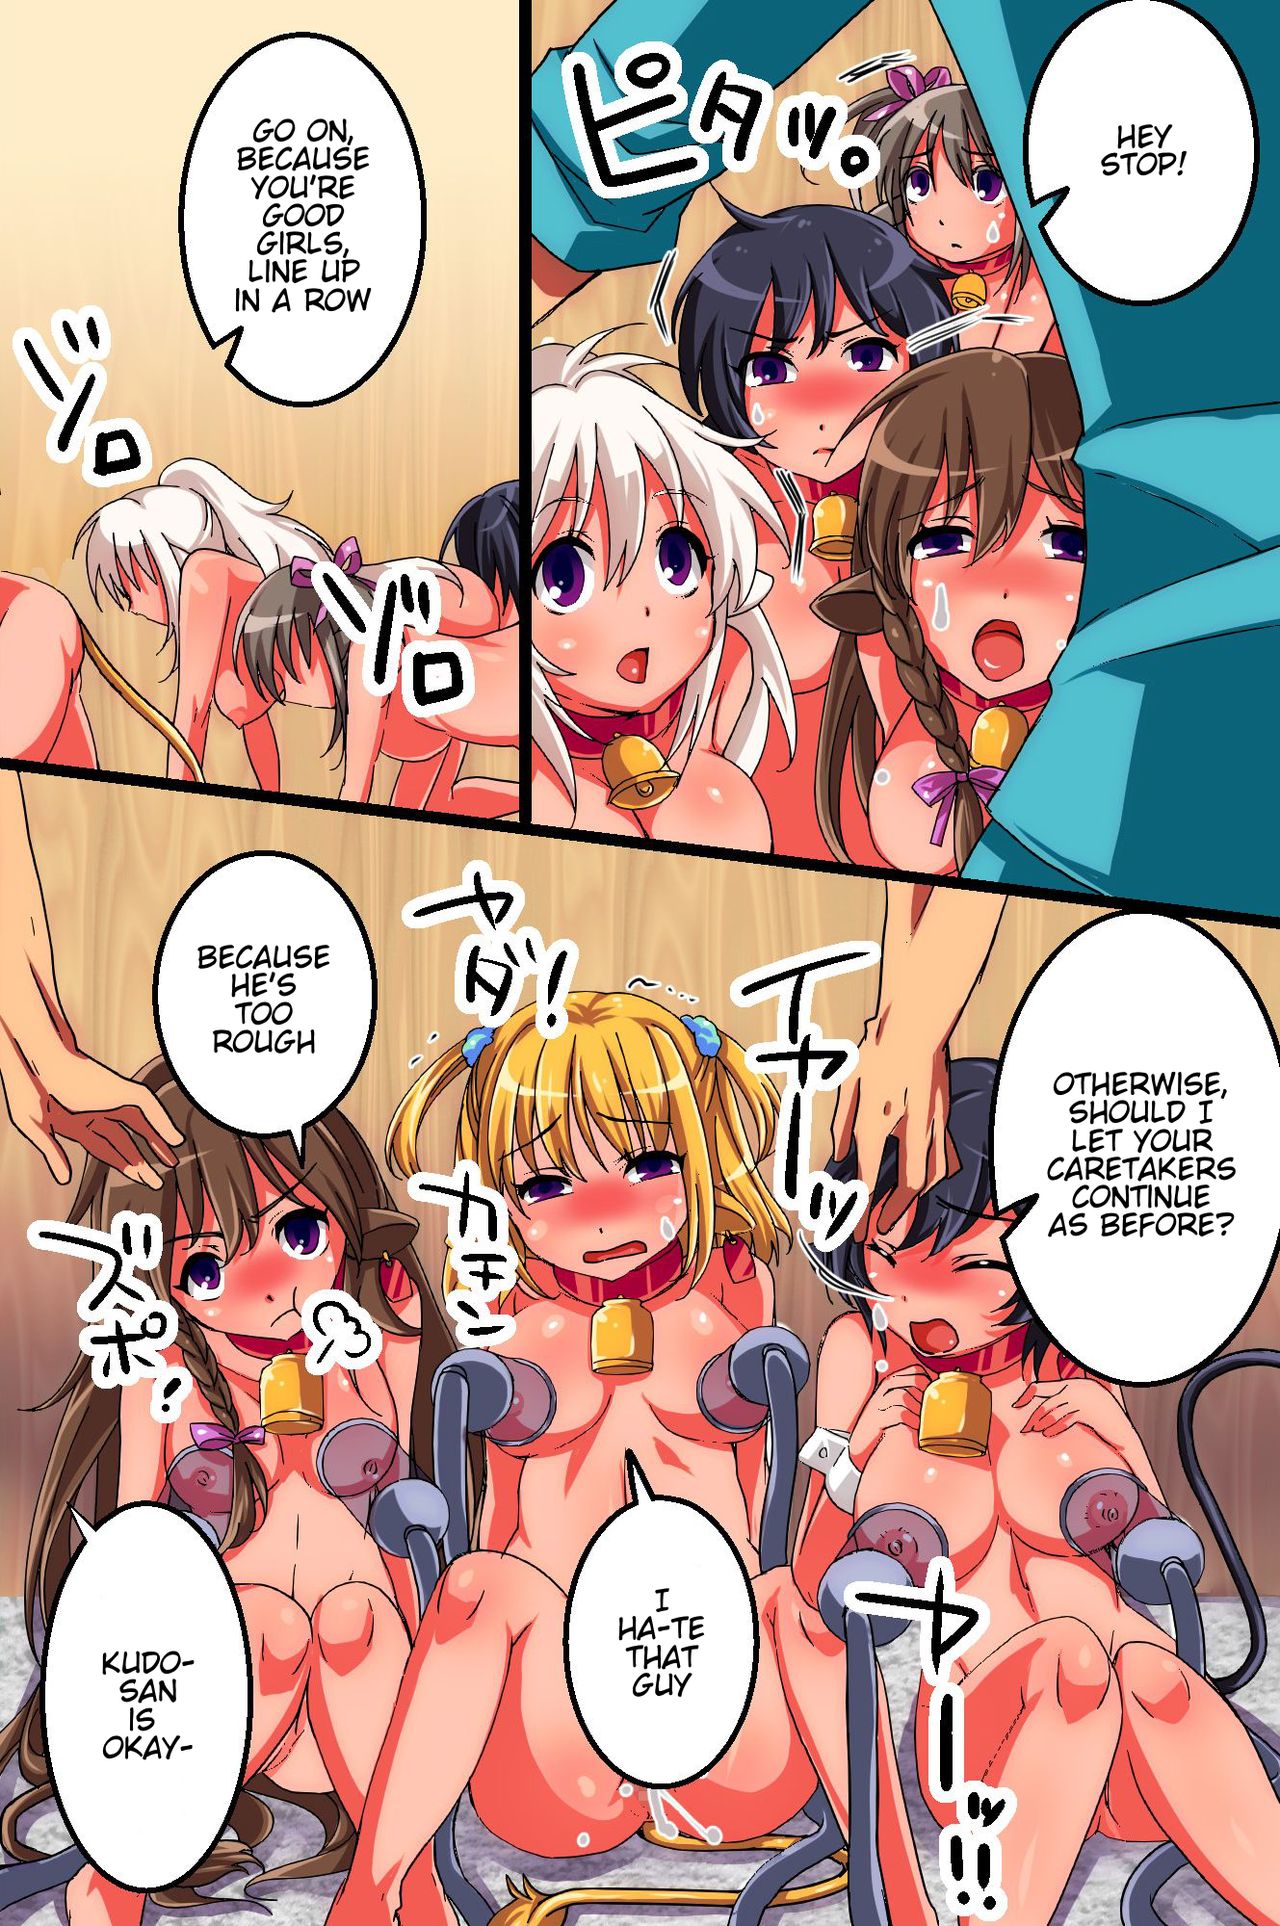 HEY
STOP!
ピタッ。
GO ON,
BECAUSE
YOU'RE
GOOD
GIRLS,
LINE UP
IN A ROW
ゾロ
ゾロ
OTHERWISE,
SHOULD I
LET YOUR
CARETAKERS
CONTINUE
AS BEFORE?
イヤーッ
ヤダ!
BECAUSE
HE'S
TOO
ROUGH
カチン
ズポ!
ヤーーッ!!
I
HA-TE
THAT
GUY
KUDO-
SAN
IS
OKAY-